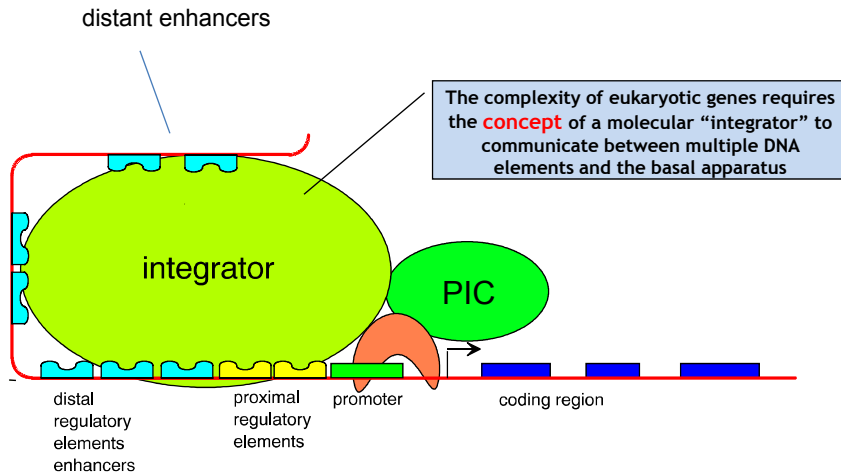 distant enhancers
The complexity of eukaryotic genes requires
the concept of a molecular “integrator” to
communicate between multiple DNA
elements and the basal apparatus
integrator
PIC
distal
regulatory
elements
enhancers
proximal
regulatory
elements
promoter
coding region